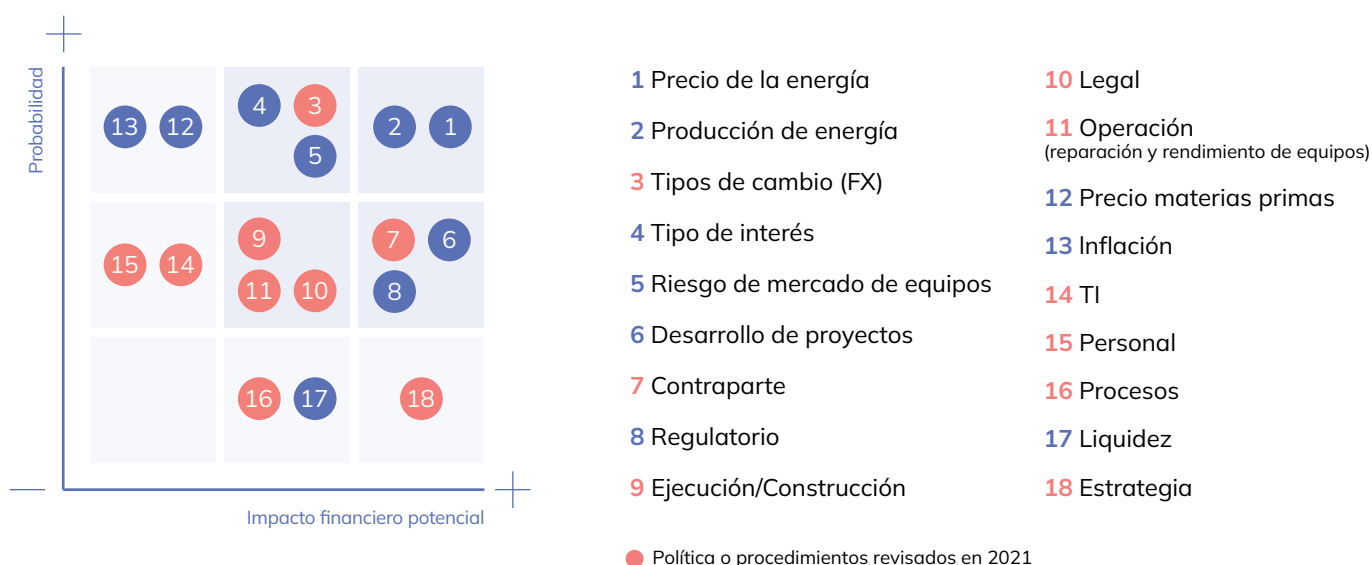 Probabilidad
13 12
4 3
5
2 1
15 14
9
11 10
7 6
8
16 17
18
Impacto financiero potencial
1 Precio de la energía
2 Producción de energía
3 Tipos de cambio (FX)
4 Tipo de interés
5 Riesgo de mercado de equipos
6 Desarrollo de proyectos
7 Contraparte
8 Regulatorio
9 Ejecución/Construcción
10 Legal
11 Operación
(reparación y rendimiento de equipos)
12 Precio materias primas
13 Inflación
14 TI
15 Personal
16 Procesos
17 Liquidez
18 Estrategia
Política o procedimientos revisados en 2021